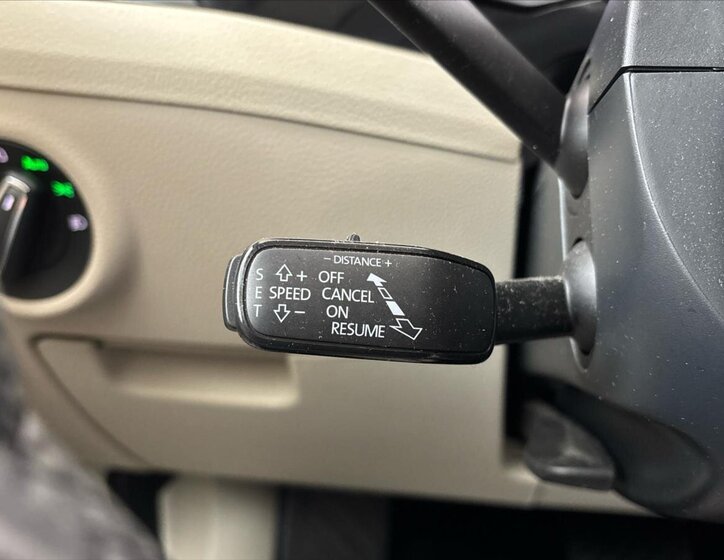 − DISTANCE +
S + OFF
E SPEED CANCEL
T − ON
RESUME